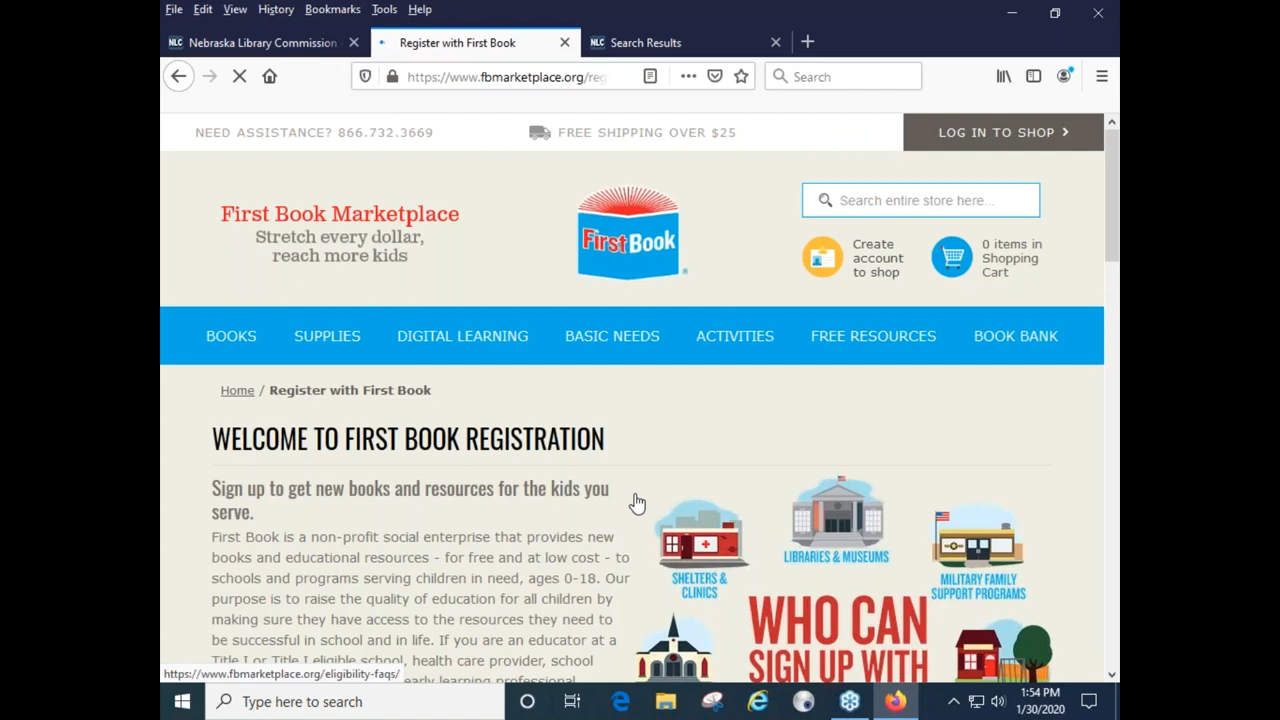 File Edit View History Bookmarks Tools Help
NLC Nebraska Library Commission Register with First Book NLC Search Results
https://www.fbmarketplace.org/reg Search
NEED ASSISTANCE? 866.732.3669 FREE SHIPPING OVER $25 LOG IN TO SHOP
First Book Marketplace
Stretch every dollar,
reach more kids
First Book
Search entire store here...
Create
account
to shop
0 items in
Shopping
Cart
BOOKS SUPPLIES DIGITAL LEARNING BASIC NEEDS ACTIVITIES FREE RESOURCES BOOK BANK
Home / Register with First Book
WELCOME TO FIRST BOOK REGISTRATION
Sign up to get new books and resources for the kids you
serve.
First Book is a non-profit social enterprise that provides new
books and educational resources - for free and at low cost - to
schools and programs serving children in need, ages 0-18. Our
purpose is to raise the quality of education for all children by
making sure they have access to the resources they need to
be successful in school and in life. If you are an educator at a
Title I or Title I eligible school, health care provider, school
early learning professional
SHELTERS &
CLINICS
LIBRARIES & MUSEUMS
MILITARY FAMILY
SUPPORT PROGRAMS
WHO CAN
SIGN UP WITH
https://www.fbmarketplace.org/eligibility-faqs/
Type here to search
1:54 PM
1/30/2020